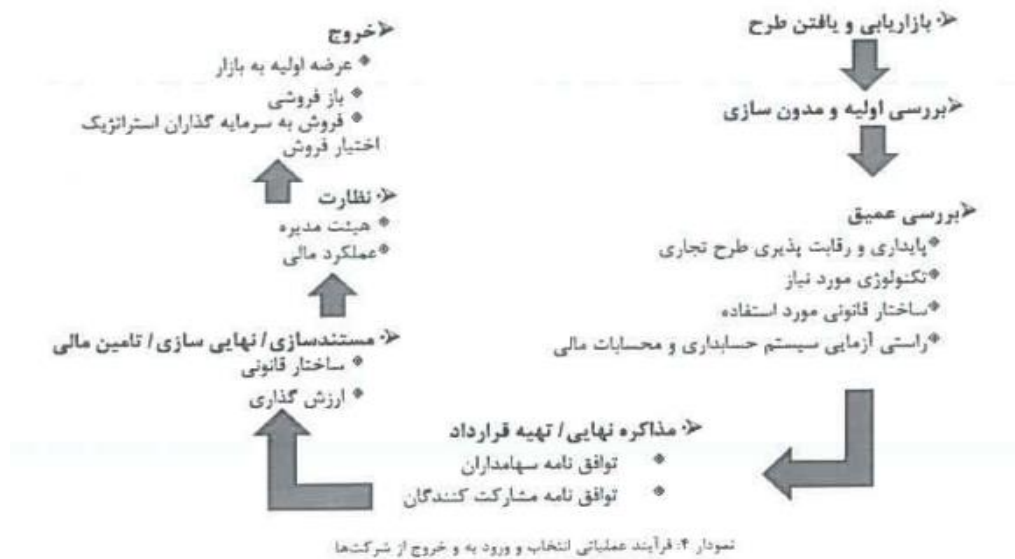 بازاریابی و یافتن طرح
بررسی اولیه و مدون سازی
بررسی عمیق
پایداری و رقابت پذیری طرح تجاری
تکنولوژی مورد نیاز
ساختار قانونی مورد استفاده
راستی آزمایی سیستم حسابداری و محسابات مالی
مذاکره نهایی/ تهیه قرارداد
توافق نامه سهامداران
توافق نامه مشارکت کنندگان
مستندسازی/ نهایی سازی/ تامین مالی
ساختار قانونی
ارزش گذاری
نظارت
هیئت مدیره
عملکرد مالی
خروج
عرضه اولیه به بازار
باز فروشی
فروش به سرمایه گذاران استراتژیک
اختیار فروش
نمودار ۴: فرآیند عملیاتی انتخاب و ورود به و خروج از شرکت‌ها